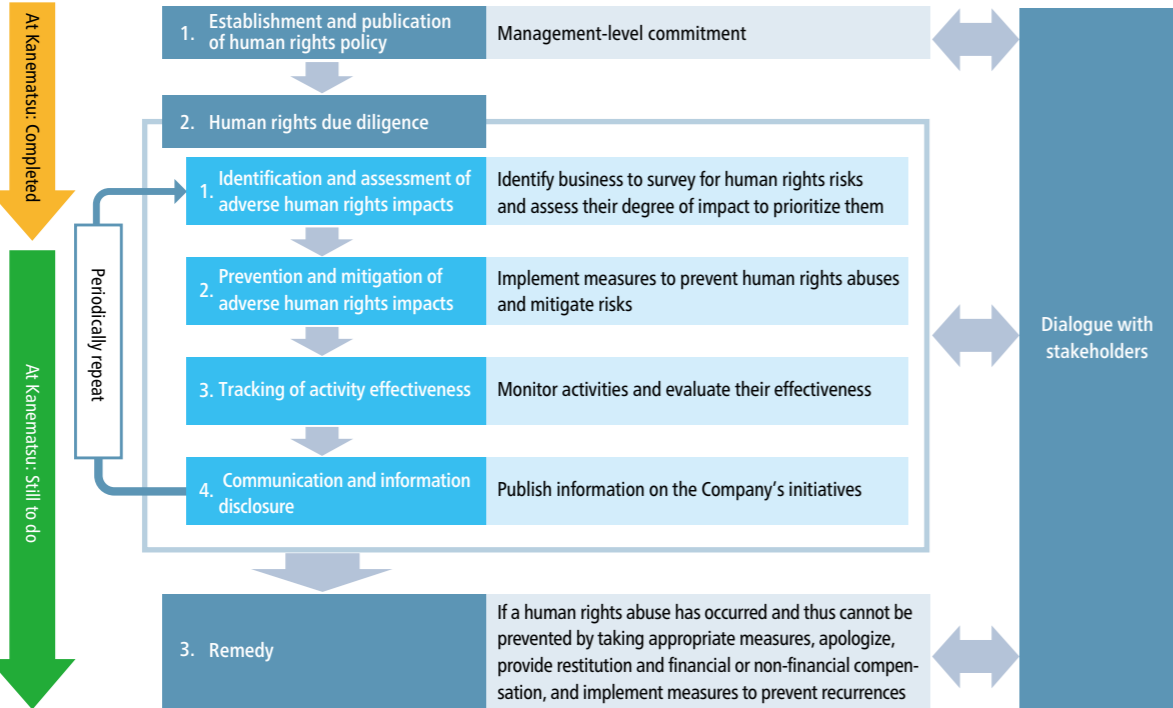 At Kanematsu: Completed
1. Establishment and publication
of human rights policy
Management-level commitment
2. Human rights due diligence
1. Identification and assessment of
adverse human rights impacts
Identify business to survey for human rights risks
and assess their degree of impact to prioritize them
Periodically repeat
2. Prevention and mitigation of
adverse human rights impacts
Implement measures to prevent human rights abuses
and mitigate risks
Dialogue with
stakeholders
At Kanematsu: Still to do
3. Tracking of activity effectiveness
Monitor activities and evaluate their effectiveness
4. Communication and information
disclosure
Publish information on the Company's initiatives
3. Remedy
If a human rights abuse has occurred and thus cannot be
prevented by taking appropriate measures, apologize,
provide restitution and financial or non-financial compen-
sation, and implement measures to prevent recurrences